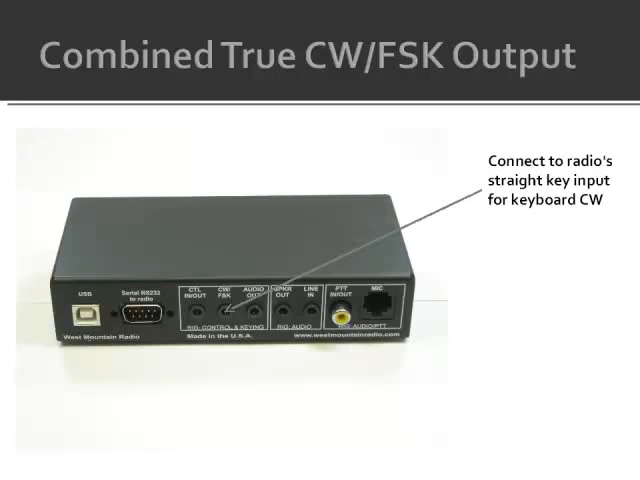 Combined True CW/FSK Output
Connect to radio's
straight key input
for keyboard CW
USB
Serial RS232
to radio
CTL
IN/OUT
CW/
FSK
AUDIO
OUT
SPKR
OUT
LINE
IN
PTT
IN/OUT
MIC
RIG: CONTROL & KEYING
RIG: AUDIO
RIG: AUDIO/PTT
West Mountain Radio
Made in the U.S.A.
www.westmountainradio.com